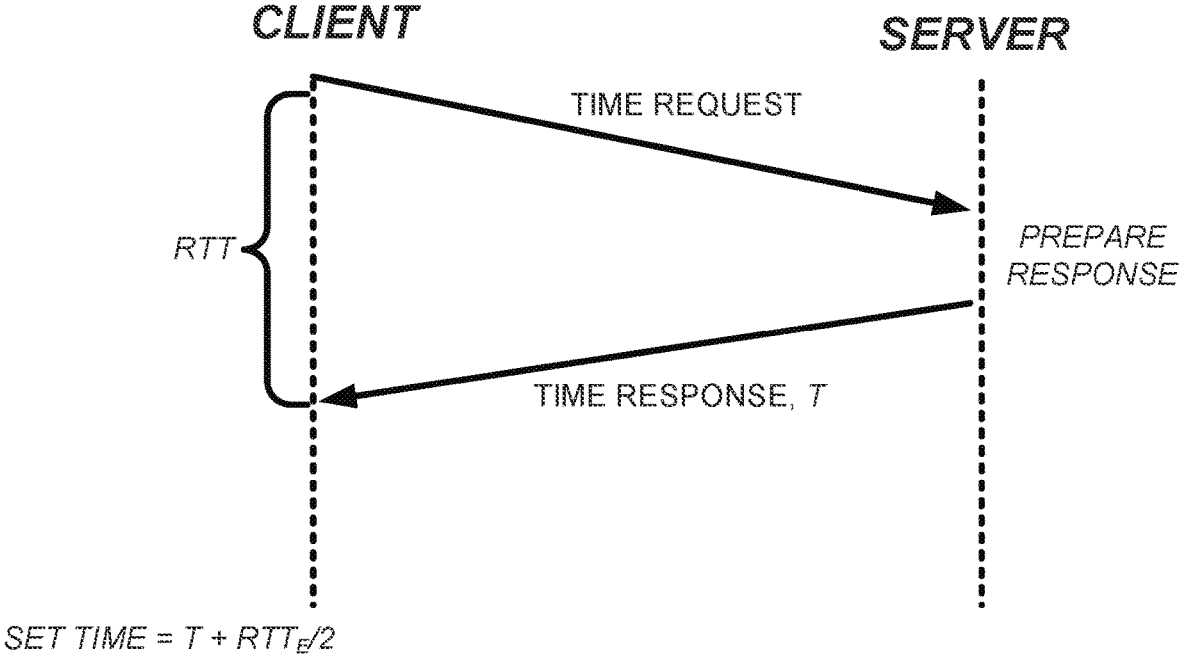 CLIENT
SERVER
TIME REQUEST
RTT
PREPARE
RESPONSE
TIME RESPONSE, T
SET TIME = T + RTT_E/2